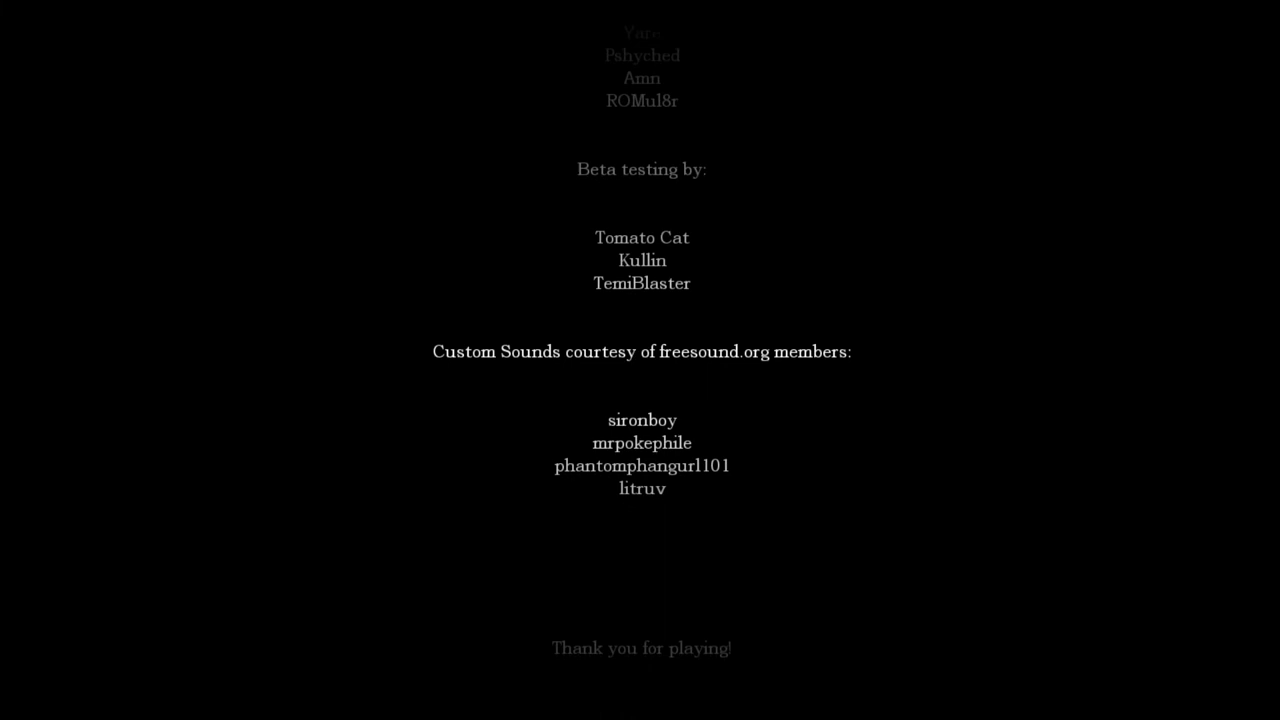 Yare
Pshyched
Amn
ROMul8r
Beta testing by:
Tomato Cat
Kullin
TemiBlaster
Custom Sounds courtesy of freesound.org members:
sironboy
mrpokephile
phantomphangurl101
litruv
Thank you for playing!